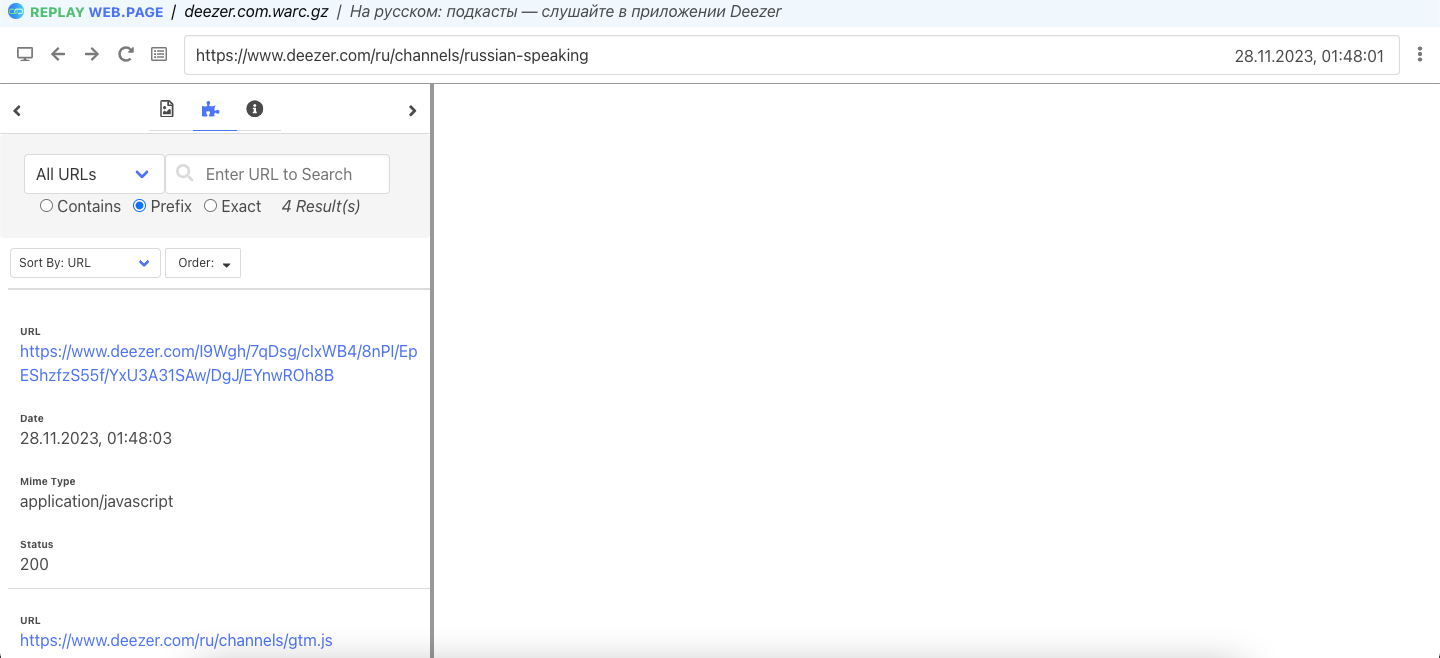 REPLAY WEB.PAGE / deezer.com.warc.gz / На русском: подкасты — слушайте в приложении Deezer
https://www.deezer.com/ru/channels/russian-speaking 28.11.2023, 01:48:01
All URLs Enter URL to Search
Contains Prefix Exact 4 Result(s)
Sort By: URL Order:
URL
https://www.deezer.com/l9Wgh/7qDsg/clxWB4/8nPl/Ep
EShzfzS55f/YxU3A31SAw/DgJ/EYnwROh8B
Date
28.11.2023, 01:48:03
Mime Type
application/javascript
Status
200
URL
https://www.deezer.com/ru/channels/gtm.js